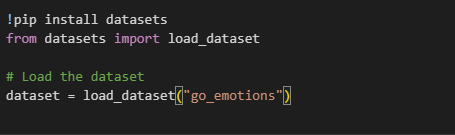 !pip install datasets
from datasets import load_dataset
# Load the dataset
dataset = load_dataset("go_emotions")